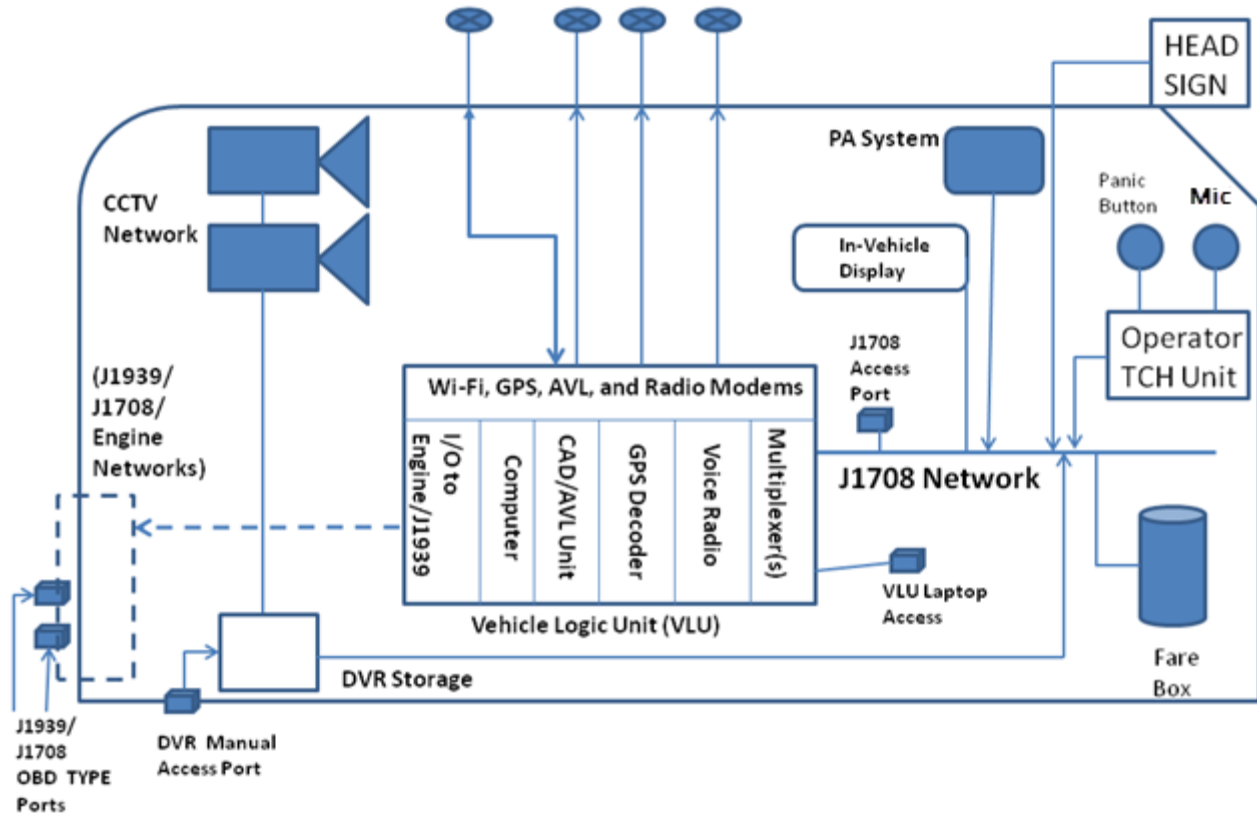 HEAD
SIGN
PA System
Panic
Button
Mic
CCTV
Network
In-Vehicle
Display
Operator
TCH Unit
J1708
Access
Port
(J1939/
J1708/
Engine
Networks)
Wi-Fi, GPS, AVL, and Radio Modems
I/O to
Engine/J1939
Computer
CAD/AVL Unit
GPS Decoder
Voice Radio
Multiplexer(s)
J1708 Network
VLU Laptop
Access
Vehicle Logic Unit (VLU)
DVR Storage
Fare
Box
J1939/
J1708
OBD TYPE
Ports
DVR Manual
Access Port